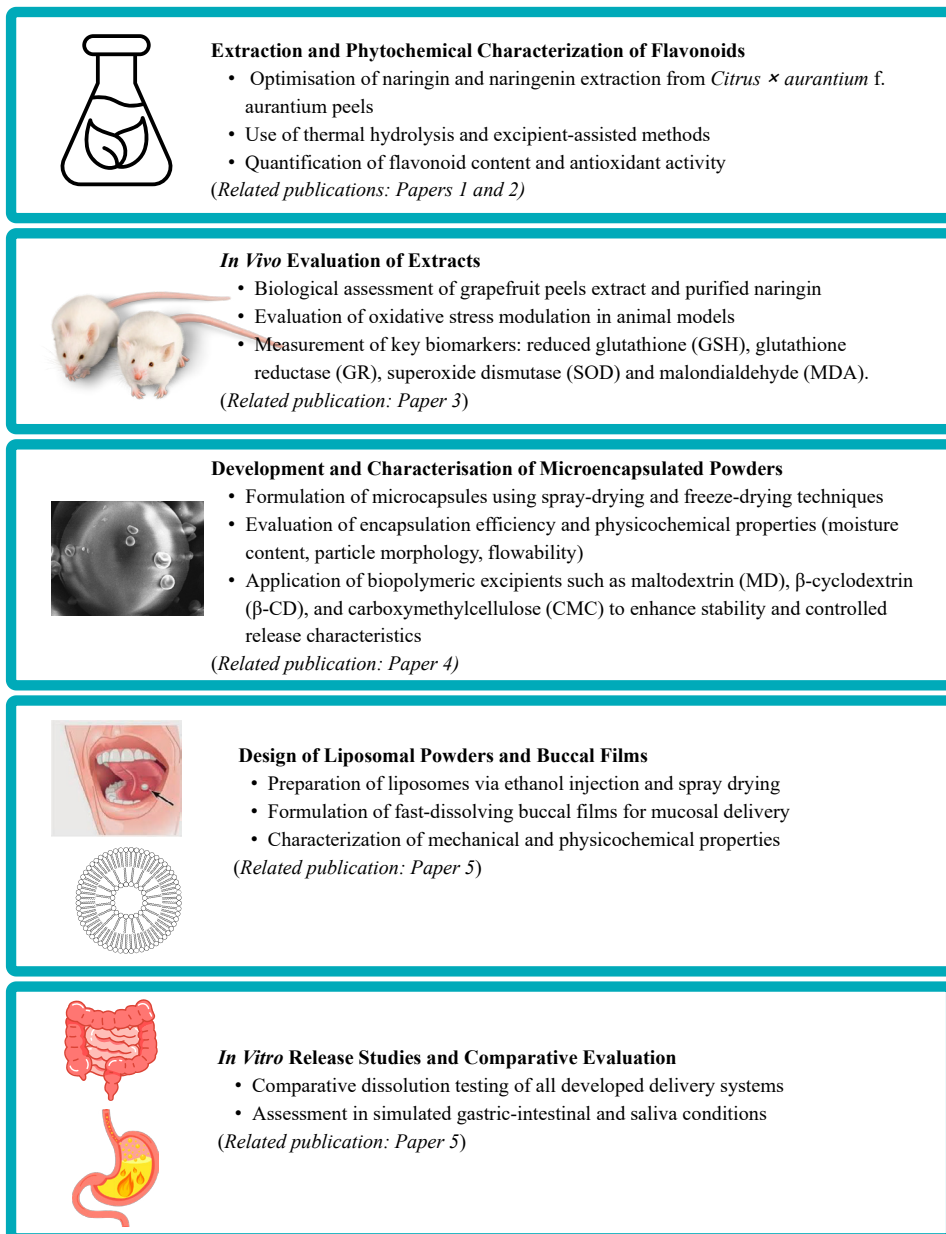 Extraction and Phytochemical Characterization of Flavonoids
• Optimisation of naringin and naringenin extraction from Citrus × aurantium f.
aurantium peels
• Use of thermal hydrolysis and excipient-assisted methods
• Quantification of flavonoid content and antioxidant activity
(Related publications: Papers 1 and 2)
In Vivo Evaluation of Extracts
• Biological assessment of grapefruit peels extract and purified naringin
• Evaluation of oxidative stress modulation in animal models
• Measurement of key biomarkers: reduced glutathione (GSH), glutathione
reductase (GR), superoxide dismutase (SOD) and malondialdehyde (MDA).
(Related publication: Paper 3)
Development and Characterisation of Microencapsulated Powders
• Formulation of microcapsules using spray-drying and freeze-drying techniques
• Evaluation of encapsulation efficiency and physicochemical properties (moisture
content, particle morphology, flowability)
• Application of biopolymeric excipients such as maltodextrin (MD), β-cyclodextrin
(β-CD), and carboxymethylcellulose (CMC) to enhance stability and controlled
release characteristics
(Related publication: Paper 4)
Design of Liposomal Powders and Buccal Films
• Preparation of liposomes via ethanol injection and spray drying
• Formulation of fast-dissolving buccal films for mucosal delivery
• Characterization of mechanical and physicochemical properties
(Related publication: Paper 5)
In Vitro Release Studies and Comparative Evaluation
• Comparative dissolution testing of all developed delivery systems
• Assessment in simulated gastric-intestinal and saliva conditions
(Related publication: Paper 5)